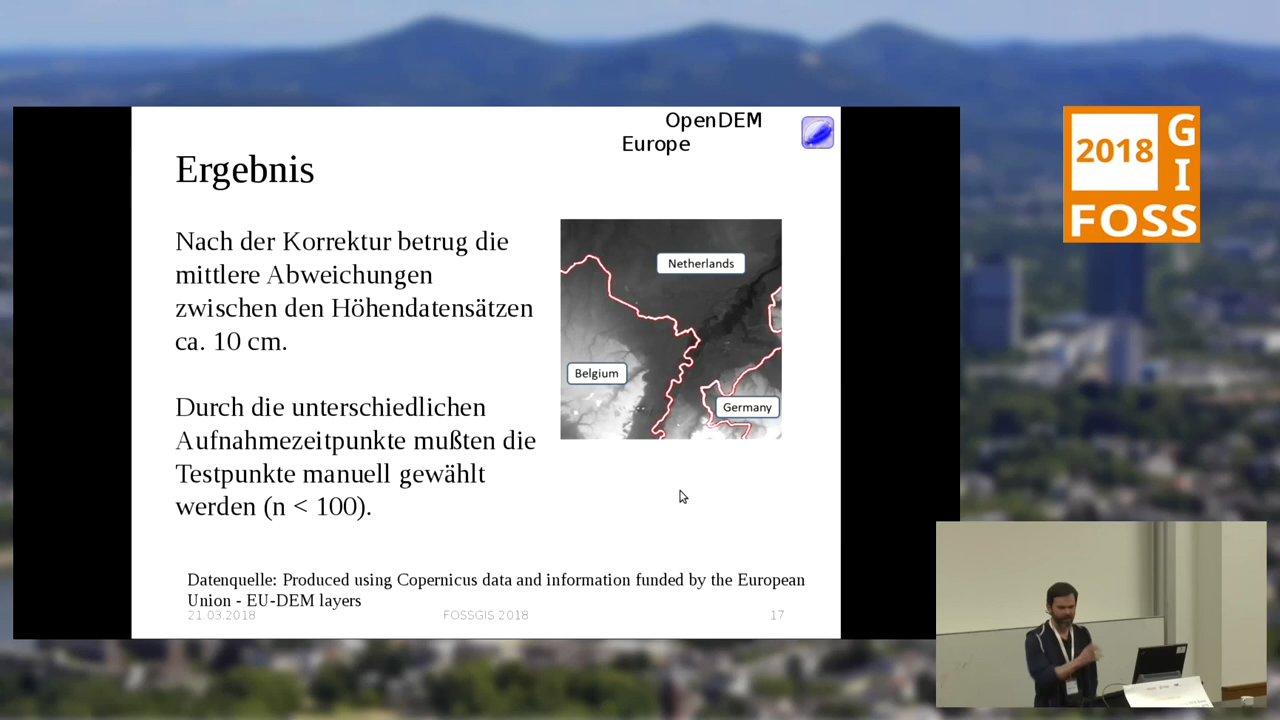 OpenDEM
Europe
Ergebnis
Nach der Korrektur betrug die
mittlere Abweichungen
zwischen den Höhendatensätzen
ca. 10 cm.
Durch die unterschiedlichen
Aufnahmezeitpunkte mußten die
Testpunkte manuell gewählt
werden (n < 100).
Netherlands
Belgium
Germany
Datenquelle: Produced using Copernicus data and information funded by the European
Union - EU-DEM layers
21.03.2018
FOSSGIS 2018
17
2018
GI
FOSS